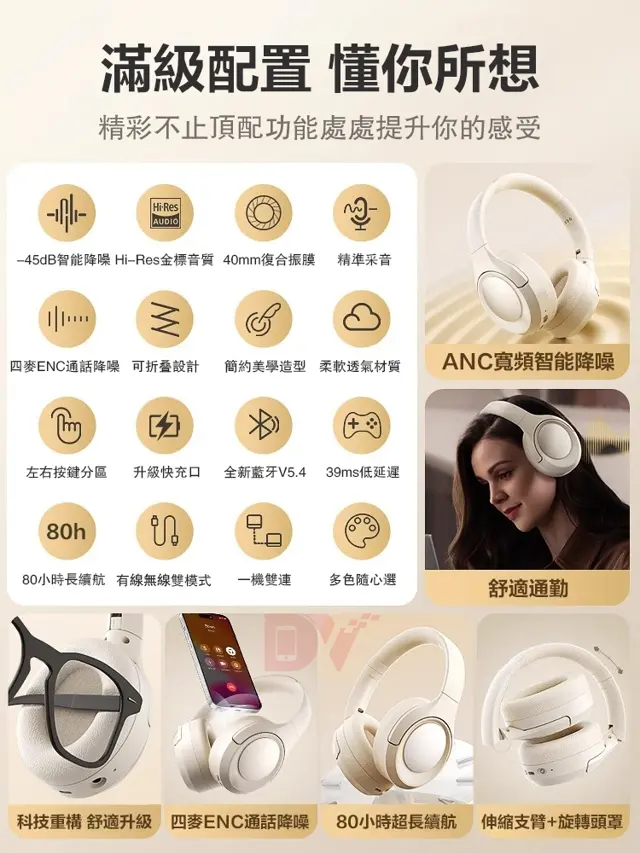 滿級配置 懂你所想
精彩不止頂配功能處處提升你的感受
-45dB智能降噪
Hi-Res
AUDIO
Hi-Res金標音質
40mm復合振膜
精準采音
四麥ENC通話降噪
可折叠設計
簡約美學造型
柔軟透氣材質
左右按鍵分區
升級快充口
全新藍牙V5.4
39ms低延遲
80h
80小時長續航
有線無線雙模式
一機雙連
多色隨心選
ANC寬頻智能降噪
舒適通勤
DV
科技重構 舒適升級
四麥ENC通話降噪
80小時超長續航
伸縮支臂+旋轉頭罩